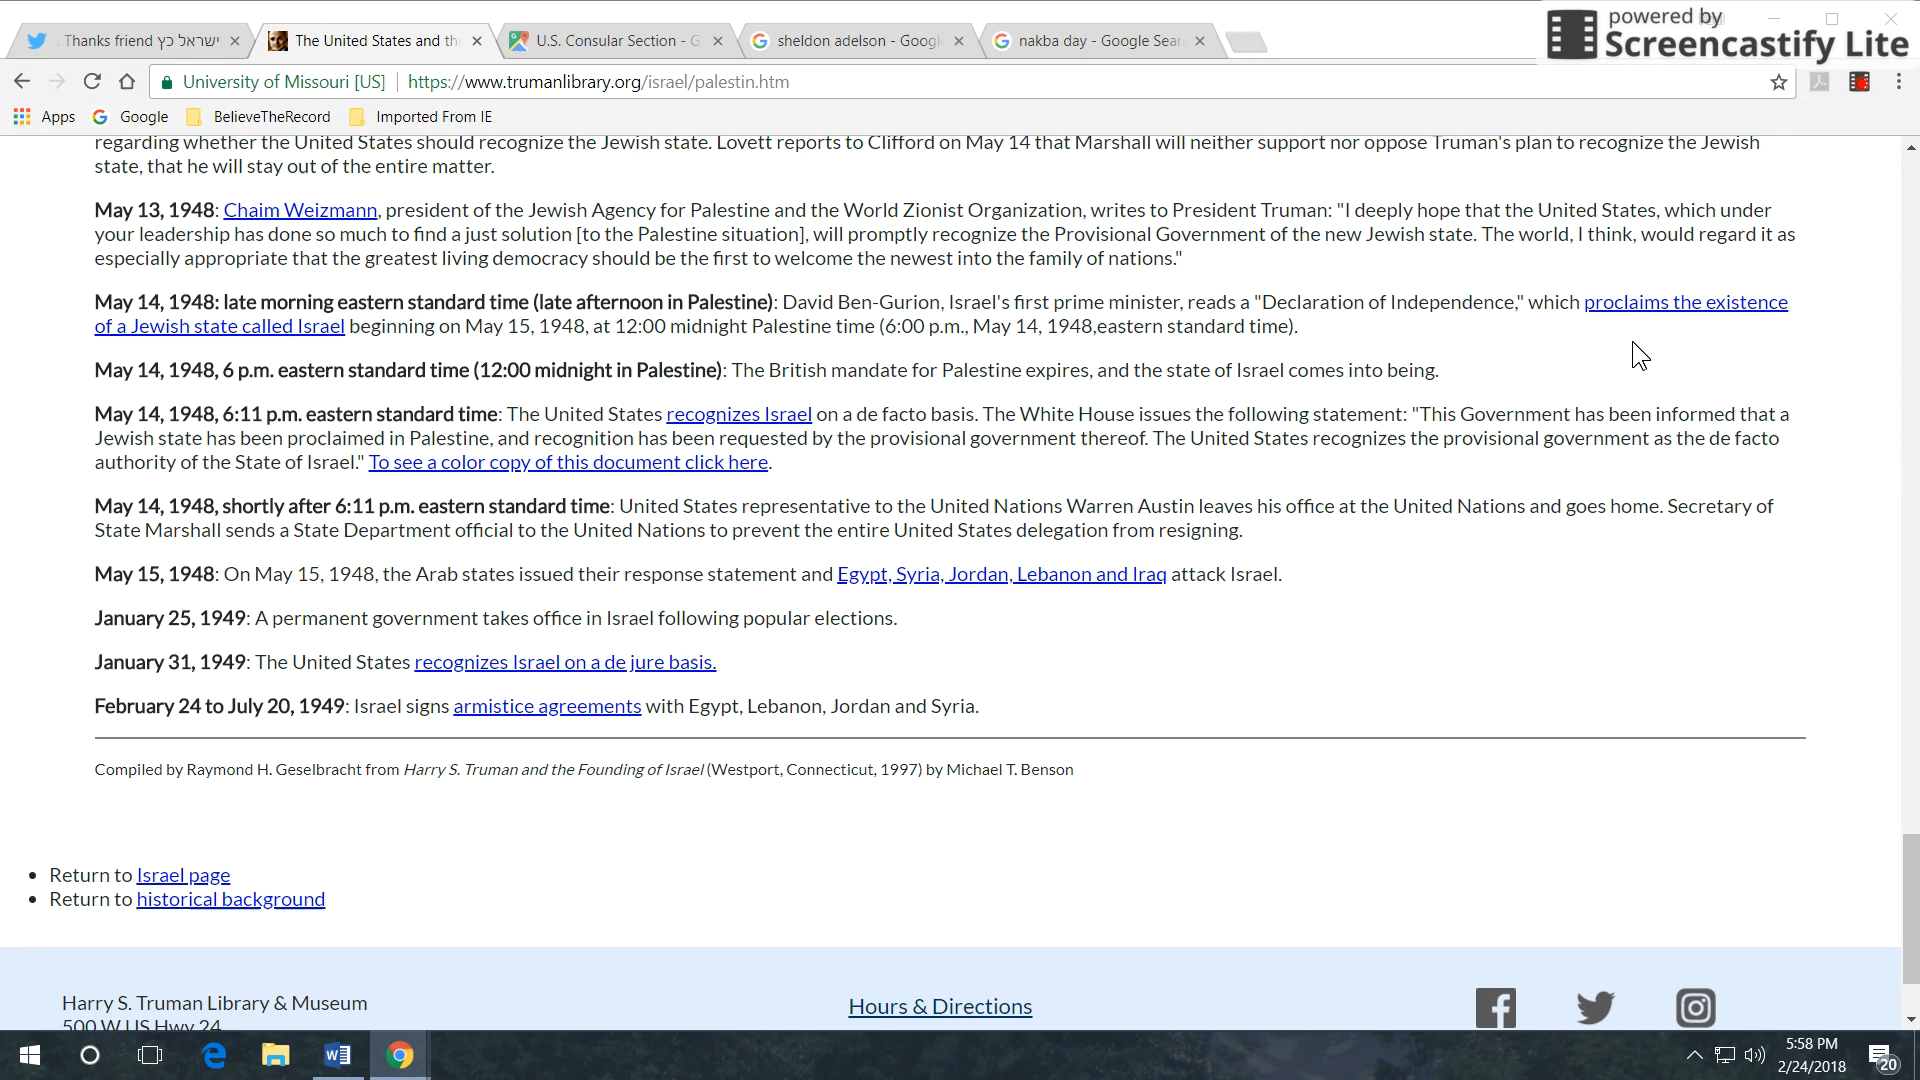 powered by
Screencastify Lite
Thanks friend ישראל כץ
The United States and th
U.S. Consular Section - G
sheldon adelson - Googl
nakba day - Google Sear
University of Missouri [US] https://www.trumanlibrary.org/israel/palestin.htm
Apps Google BelieveTheRecord Imported From IE
regarding whether the United States should recognize the Jewish state. Lovett reports to Clifford on May 14 that Marshall will neither support nor oppose Truman's plan to recognize the Jewish
state, that he will stay out of the entire matter.
May 13, 1948: Chaim Weizmann, president of the Jewish Agency for Palestine and the World Zionist Organization, writes to President Truman: "I deeply hope that the United States, which under
your leadership has done so much to find a just solution [to the Palestine situation], will promptly recognize the Provisional Government of the new Jewish state. The world, I think, would regard it as
especially appropriate that the greatest living democracy should be the first to welcome the newest into the family of nations."
May 14, 1948: late morning eastern standard time (late afternoon in Palestine): David Ben-Gurion, Israel's first prime minister, reads a "Declaration of Independence," which proclaims the existence
of a Jewish state called Israel beginning on May 15, 1948, at 12:00 midnight Palestine time (6:00 p.m., May 14, 1948,eastern standard time).
May 14, 1948, 6 p.m. eastern standard time (12:00 midnight in Palestine): The British mandate for Palestine expires, and the state of Israel comes into being.
May 14, 1948, 6:11 p.m. eastern standard time: The United States recognizes Israel on a de facto basis. The White House issues the following statement: "This Government has been informed that a
Jewish state has been proclaimed in Palestine, and recognition has been requested by the provisional government thereof. The United States recognizes the provisional government as the de facto
authority of the State of Israel." To see a color copy of this document click here.
May 14, 1948, shortly after 6:11 p.m. eastern standard time: United States representative to the United Nations Warren Austin leaves his office at the United Nations and goes home. Secretary of
State Marshall sends a State Department official to the United Nations to prevent the entire United States delegation from resigning.
May 15, 1948: On May 15, 1948, the Arab states issued their response statement and Egypt, Syria, Jordan, Lebanon and Iraq attack Israel.
January 25, 1949: A permanent government takes office in Israel following popular elections.
January 31, 1949: The United States recognizes Israel on a de jure basis.
February 24 to July 20, 1949: Israel signs armistice agreements with Egypt, Lebanon, Jordan and Syria.
Compiled by Raymond H. Geselbracht from Harry S. Truman and the Founding of Israel (Westport, Connecticut, 1997) by Michael T. Benson
Return to Israel page
Return to historical background
Harry S. Truman Library & Museum
500 W US Hwy 24
Hours & Directions
5:58 PM
2/24/2018
20